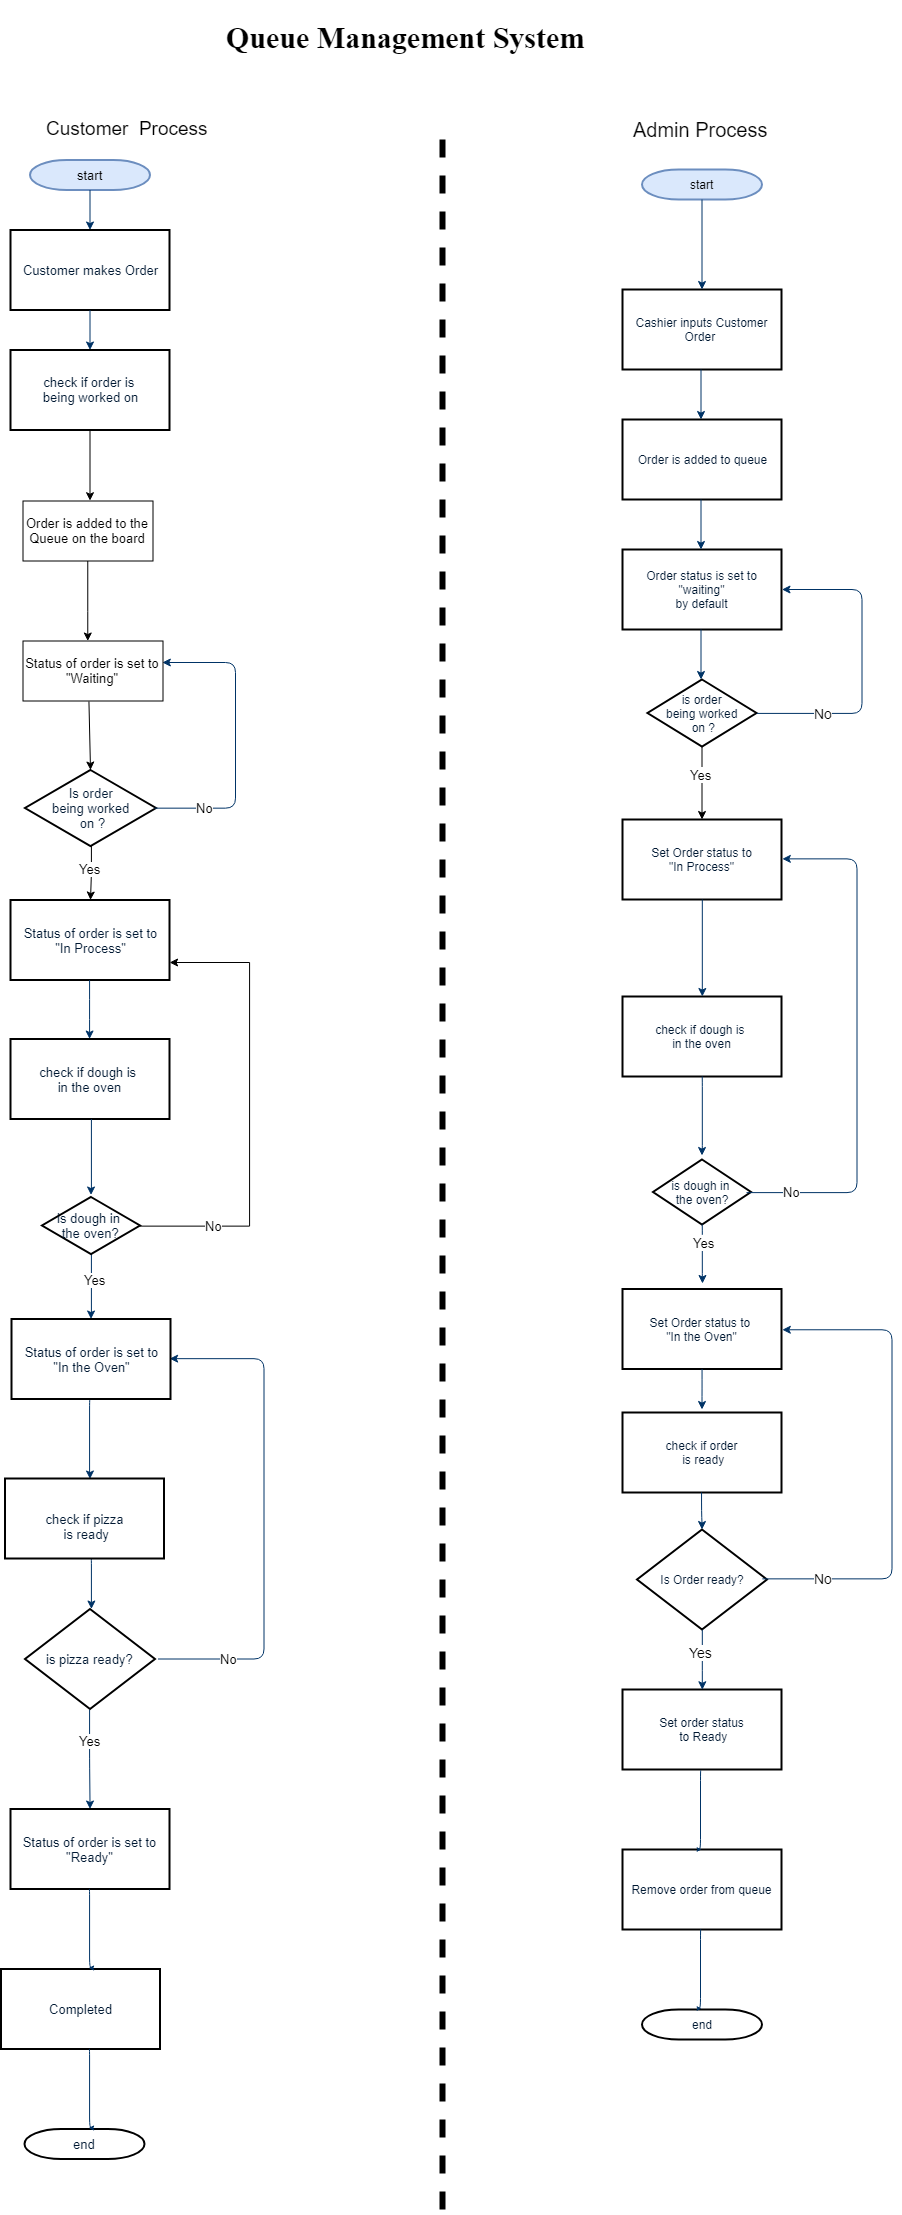 Queue Management System
Customer  Process
start
Customer makes Order
check if order is
being worked on
Order is added to the
Queue on the board
Status of order is set to
"Waiting"
Is order
being worked
on ?
No
Yes
Status of order is set to
"In Process"
check if dough is
in the oven
is dough in
the oven?
No
Yes
Status of order is set to
"In the Oven"
check if pizza
is ready
is pizza ready?
No
Yes
Status of order is set to
"Ready"
Completed
end
Admin Process
start
Cashier inputs Customer
Order
Order is added to queue
Order status is set to
"waiting"
by default
is order
being worked
on ?
No
Yes
Set Order status to
"In Process"
check if dough is
in the oven
is dough in
the oven?
No
Yes
Set Order status to
"In the Oven"
check if order
is ready
Is Order ready?
No
Yes
Set order status
to Ready
Remove order from queue
end